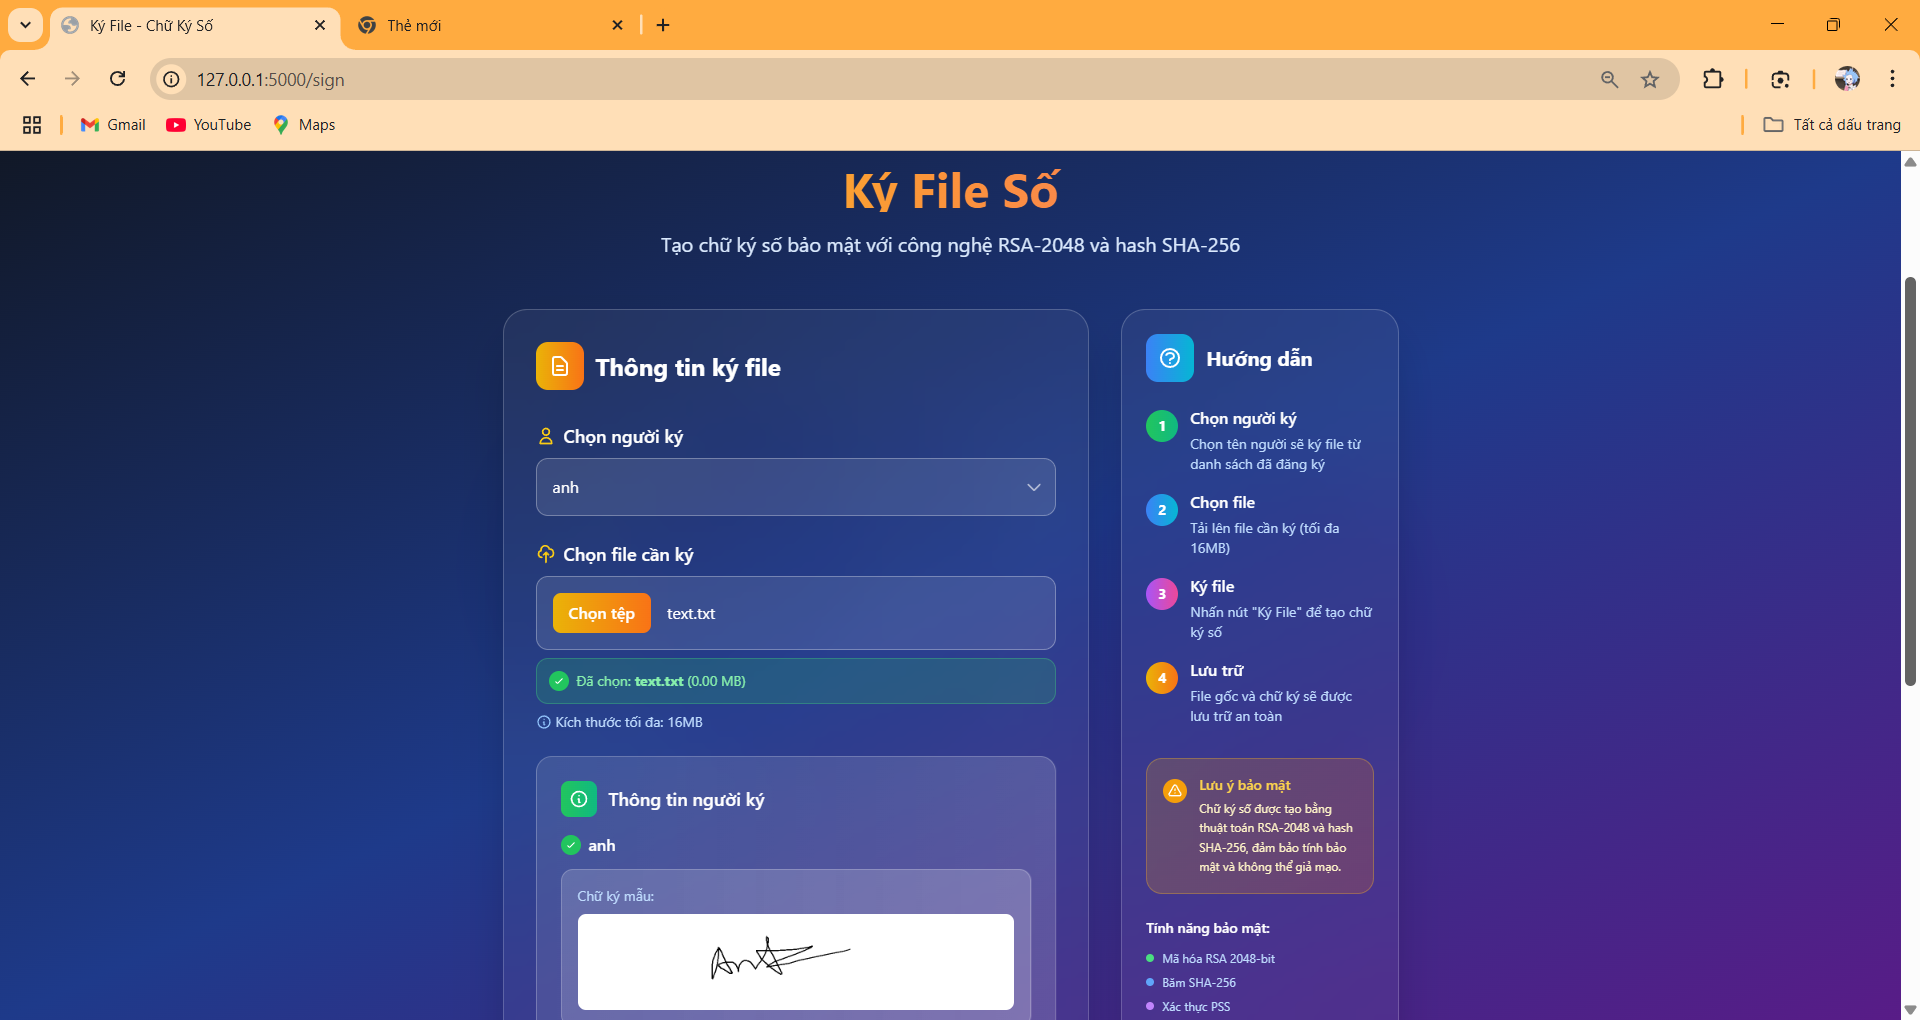 Ký File - Chữ Ký Số
Thẻ mới
127.0.0.1:5000/sign
Gmail
YouTube
Maps
Tất cả dấu trang
Ký File Số
Tạo chữ ký số bảo mật với công nghệ RSA-2048 và hash SHA-256
Thông tin ký file
Chọn người ký
anh
Chọn file cần ký
Chọn tệp text.txt
Đã chọn: text.txt (0.00 MB)
Kích thước tối đa: 16MB
Thông tin người ký
anh
Chữ ký mẫu:
Hướng dẫn
1 Chọn người ký
Chọn tên người sẽ ký file từ
danh sách đã đăng ký
2 Chọn file
Tải lên file cần ký (tối đa
16MB)
3 Ký file
Nhấn nút "Ký File" để tạo chữ
ký số
4 Lưu trữ
File gốc và chữ ký sẽ được
lưu trữ an toàn
Lưu ý bảo mật
Chữ ký số được tạo bằng
thuật toán RSA-2048 và hash
SHA-256, đảm bảo tính bảo
mật và không thể giả mạo.
Tính năng bảo mật:
Mã hóa RSA 2048-bit
Băm SHA-256
Xác thực PSS